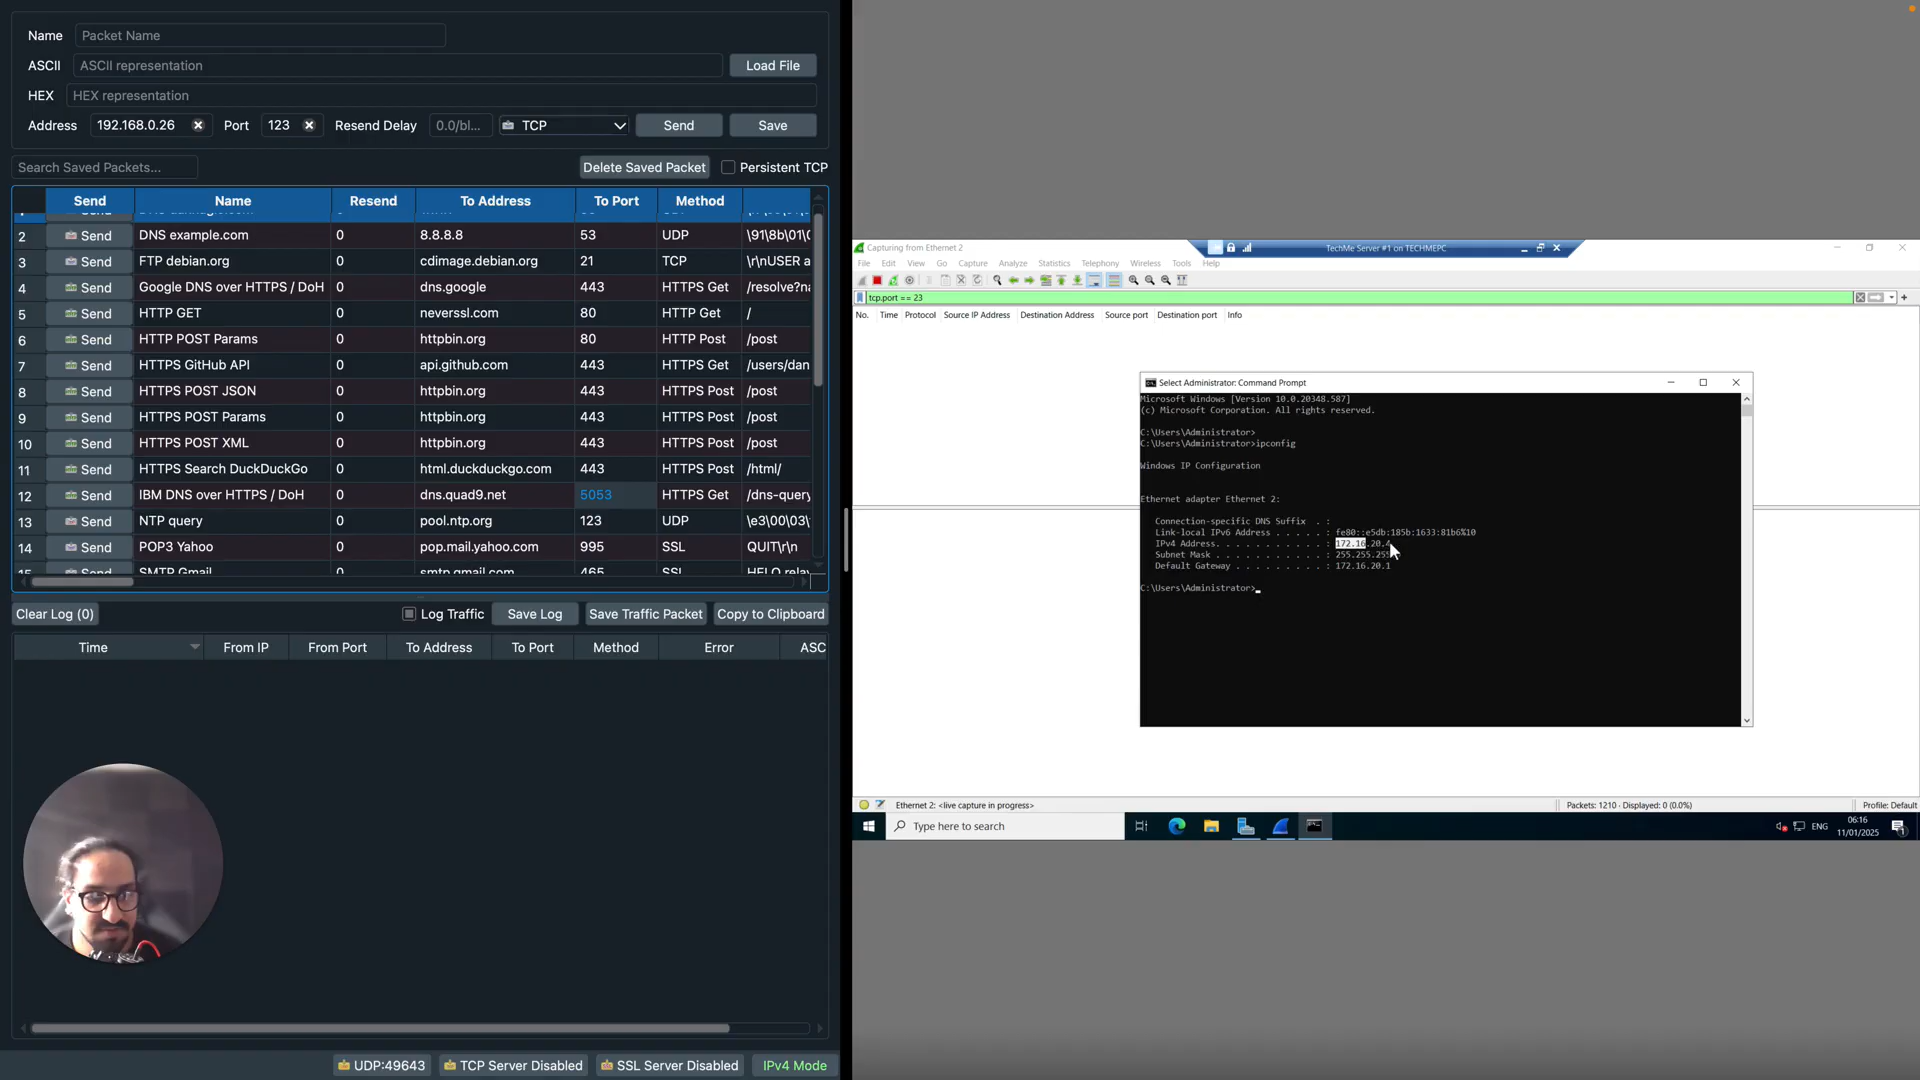 Name Packet Name
ASCII ASCII representation Load File
HEX HEX representation
Address 192.168.0.26 Port 123 Resend Delay 0.0/bl... TCP Send Save
Search Saved Packets... Delete Saved Packet Persistent TCP
Send Name Resend To Address To Port Method
2 Send DNS example.com 0 8.8.8.8 53 UDP \91\8b\01\0
3 Send FTP debian.org 0 cdimage.debian.org 21 TCP \r\nUSER a
4 Send Google DNS over HTTPS / DoH 0 dns.google 443 HTTPS Get /resolve?na
5 Send HTTP GET 0 neverssl.com 80 HTTP Get /
6 Send HTTP POST Params 0 httpbin.org 80 HTTP Post /post
7 Send HTTPS GitHub API 0 api.github.com 443 HTTPS Get /users/dan
8 Send HTTPS POST JSON 0 httpbin.org 443 HTTPS Post /post
9 Send HTTPS POST Params 0 httpbin.org 443 HTTPS Post /post
10 Send HTTPS POST XML 0 httpbin.org 443 HTTPS Post /post
11 Send HTTPS Search DuckDuckGo 0 html.duckduckgo.com 443 HTTPS Post /html/
12 Send IBM DNS over HTTPS / DoH 0 dns.quad9.net 5053 HTTPS Get /dns-query
13 Send NTP query 0 pool.ntp.org 123 UDP \e3\00\03\
14 Send POP3 Yahoo 0 pop.mail.yahoo.com 995 SSL QUIT\r\n
Send SMTP Gmail 0 smtp.gmail.com 465 SSL HELO relay
Clear Log (0) Log Traffic Save Log Save Traffic Packet Copy to Clipboard
Time From IP From Port To Address To Port Method Error ASC
UDP:49643 TCP Server Disabled SSL Server Disabled IPv4 Mode
Capturing from Ethernet 2 TechMe Server #1 on TECHMEPC
File Edit View Go Capture Analyze Statistics Telephony Wireless Tools Help
tcp.port == 23
No. Time Protocol Source IP Address Destination Address Source port Destination port Info
Select Administrator: Command Prompt
Microsoft Windows [Version 10.0.20348.587]
(c) Microsoft Corporation. All rights reserved.
C:\Users\Administrator>
C:\Users\Administrator>ipconfig
Windows IP Configuration
Ethernet adapter Ethernet 2:
Connection-specific DNS Suffix . :
Link-local IPv6 Address . . . . . : fe80::e5db:185b:1633:81b6%10
IPv4 Address. . . . . . . . . . . : 172.16.20.4
Subnet Mask . . . . . . . . . . . : 255.255.255
Default Gateway . . . . . . . . . : 172.16.20.1
C:\Users\Administrator>_
Ethernet 2: <live capture in progress> Packets: 1210 · Displayed: 0 (0.0%) Profile: Default
Type here to search ENG 06:16
11/01/2025